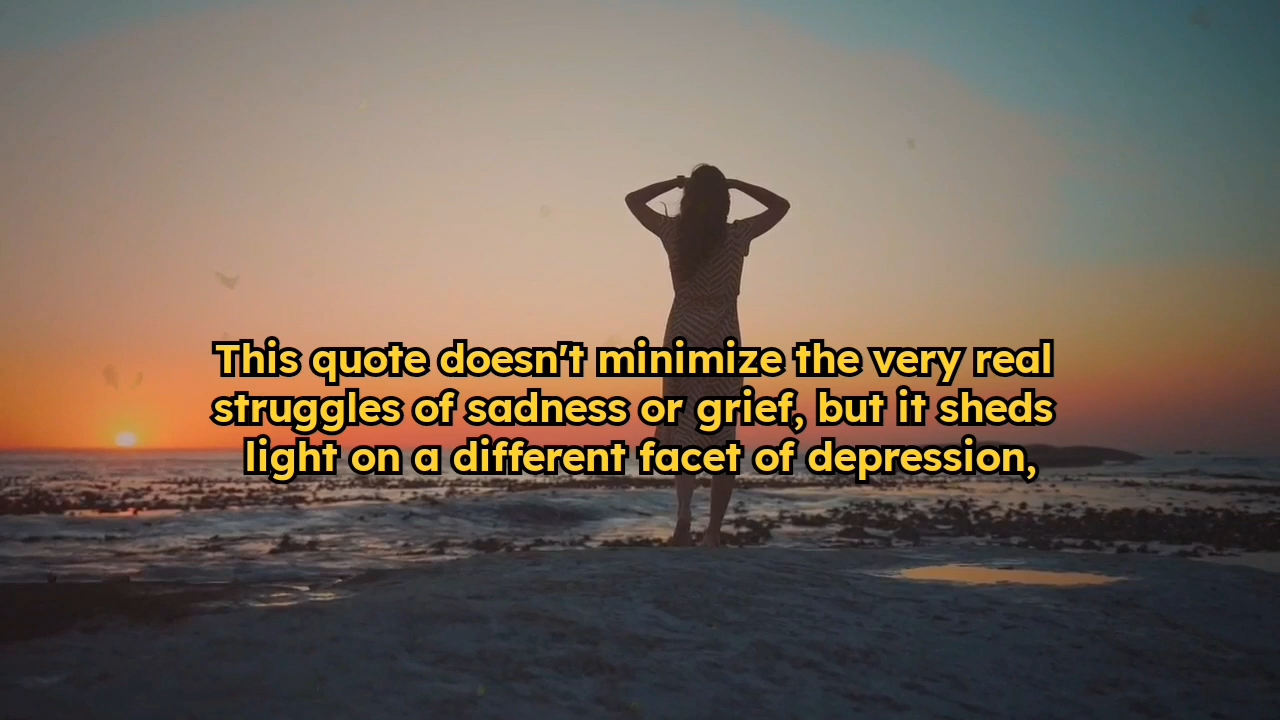 This quote doesn't minimize the very real
struggles of sadness or grief, but it sheds
light on a different facet of depression,